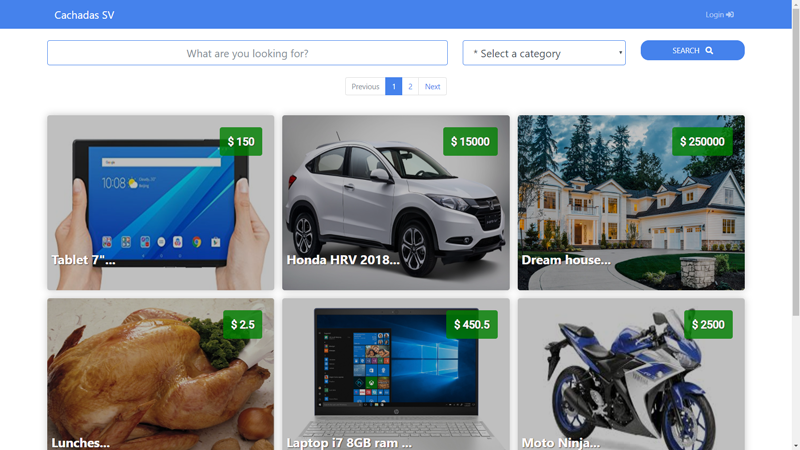 Cachadas SV
Login
What are you looking for?
* Select a category
SEARCH
Previous 1 2 Next
$ 150
$ 15000
$ 250000
Tablet 7"...
Honda HRV 2018...
Dream house...
$ 2.5
$ 450.5
$ 2500
Lunches...
Laptop i7 8GB ram ...
Moto Ninja...